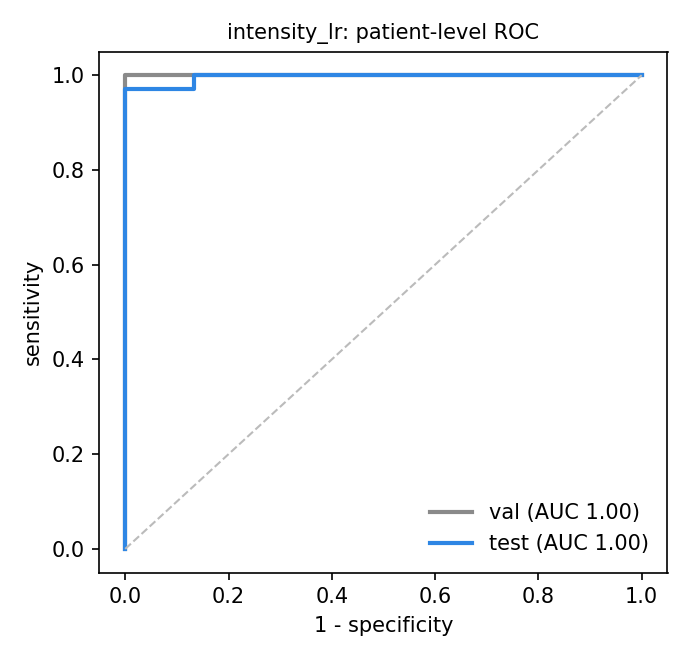 intensity_lr: patient-level ROC
1.0
0.8
0.6
0.4
0.2
0.0
sensitivity
val (AUC 1.00)
test (AUC 1.00)
0.0 0.2 0.4 0.6 0.8 1.0
1 - specificity